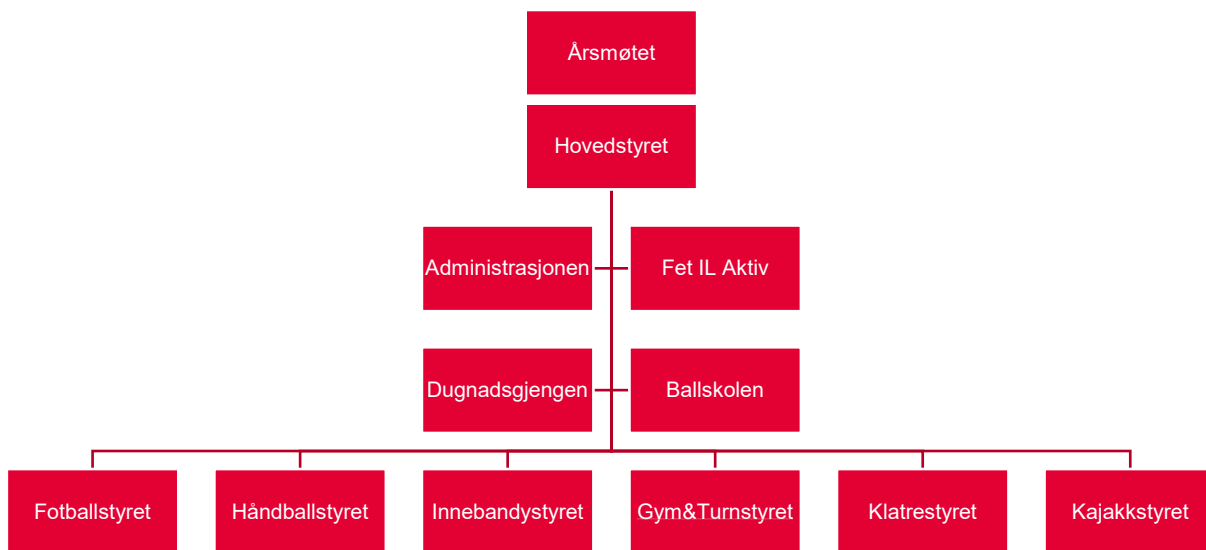 Årsmøtet
Hovedstyret
Administrasjonen
Fet IL Aktiv
Dugnadsgjengen
Ballskolen
Fotballstyret
Håndballstyret
Innebandystyret
Gym&Turnstyret
Klatrestyret
Kajakkstyret